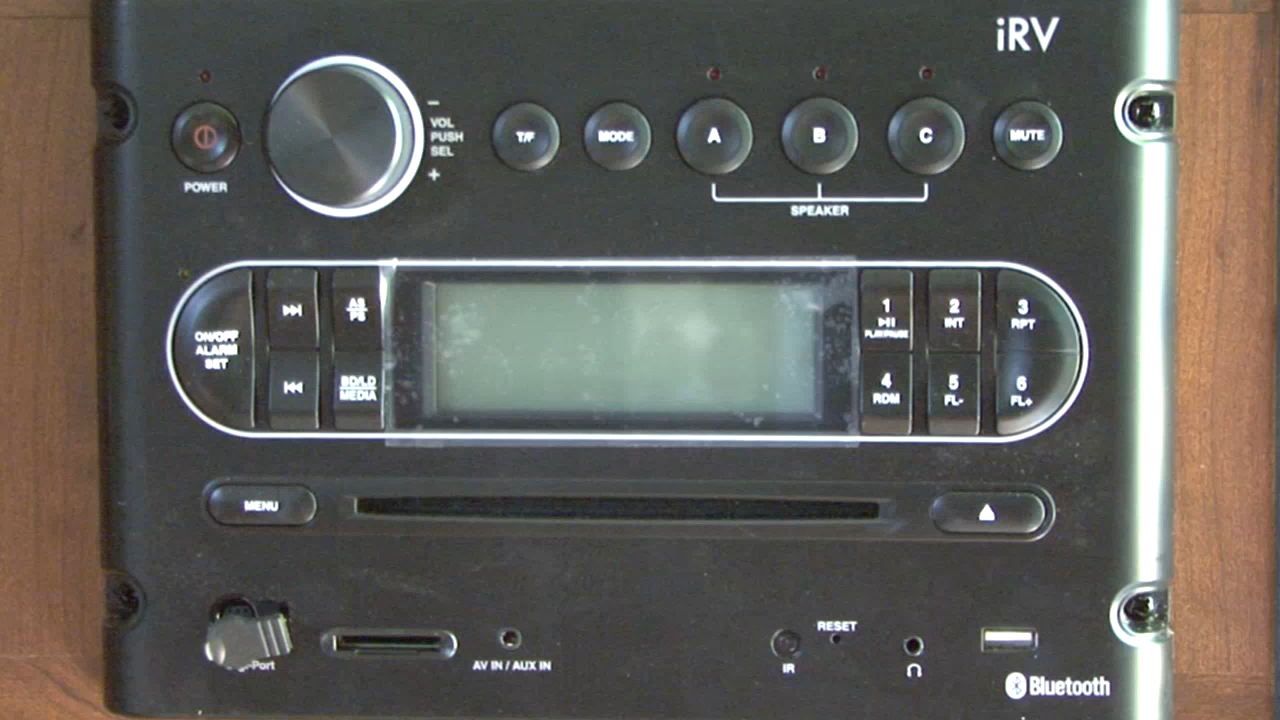 iRV
POWER
–
VOL
PUSH
SEL
+
T/F
MODE
A
B
C
MUTE
SPEAKER
ON/OFF
ALARM
SET
AS
PS
BD/LD
MEDIA
1
PLAY/PAUSE
2
INT
3
RPT
4
RDM
5
FL-
6
FL+
MENU
-Port
AV IN / AUX IN
IR
RESET
Bluetooth